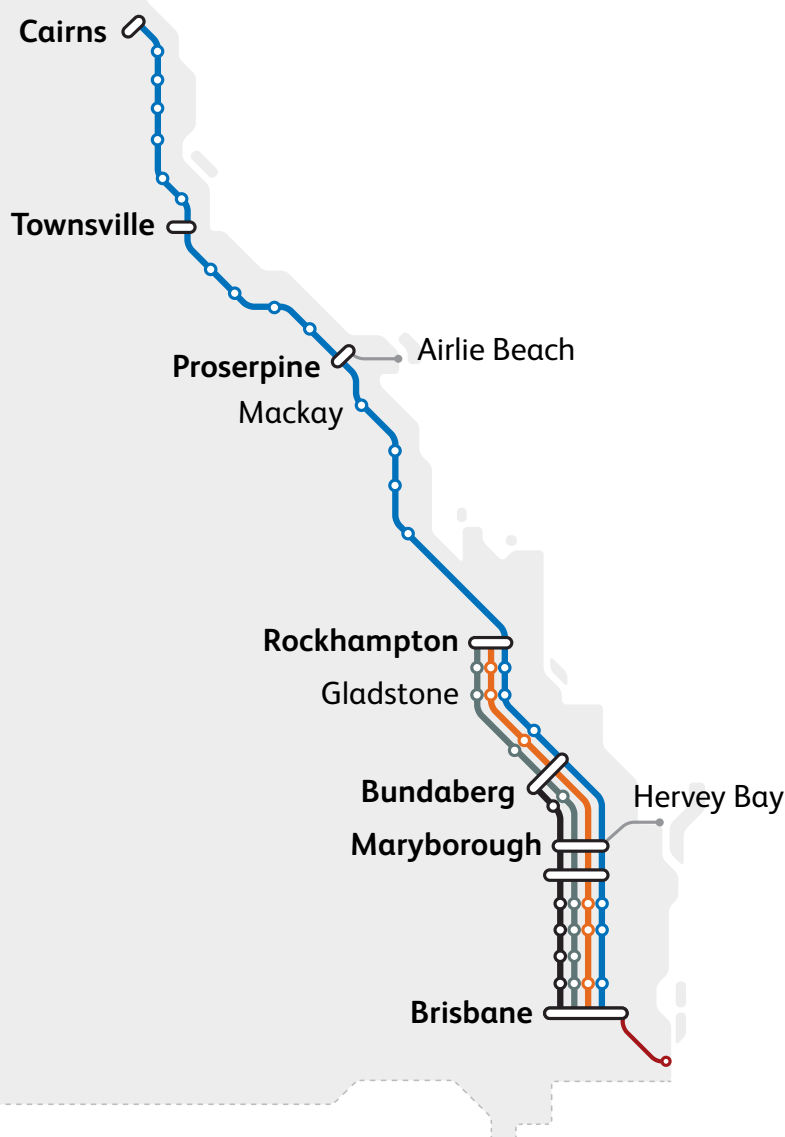 Cairns
Townsville
Airlie Beach
Proserpine
Mackay
Rockhampton
Gladstone
Bundaberg
Hervey Bay
Maryborough
Brisbane